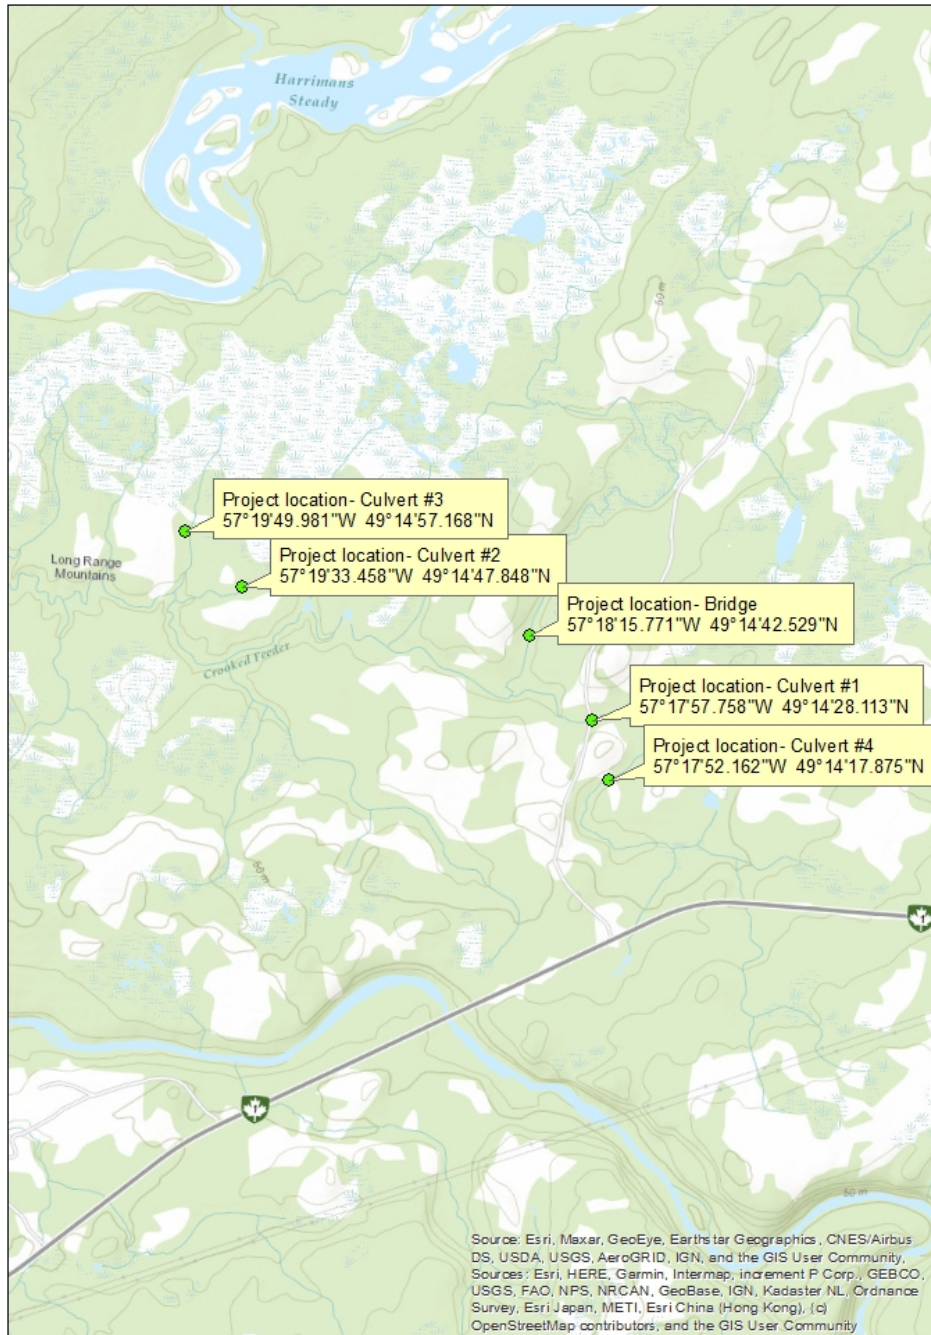 Harrimans
Steady
50 m
Project location- Culvert #3
57°19'49.981"W 49°14'57.168"N
Long Range
Mountains
Project location- Culvert #2
57°19'33.458"W 49°14'47.848"N
Project location- Bridge
57°18'15.771"W 49°14'42.529"N
Crooked Feeder
Project location- Culvert #1
57°17'57.758"W 49°14'28.113"N
Project location- Culvert #4
57°17'52.162"W 49°14'17.875"N
50 m
1
1
50 m
Source: Esri, Maxar, GeoEye, Earthstar Geographics, CNES/Airbus
DS, USDA, USGS, AeroGRID, IGN, and the GIS User Community,
Sources: Esri, HERE, Garmin, Intermap, increment P Corp., GEBCO,
USGS, FAO, NPS, NRCAN, GeoBase, IGN, Kadaster NL, Ordnance
Survey, Esri Japan, METI, Esri China (Hong Kong), (c)
OpenStreetMap contributors, and the GIS User Community